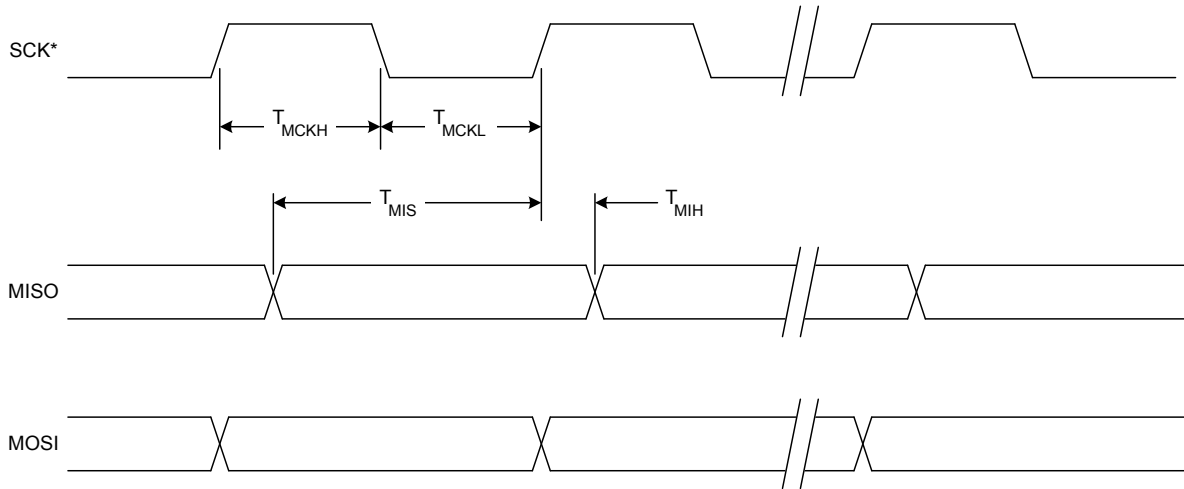 SCK*
T MCKH
T MCKL
T MIS
T MIH
MISO
MOSI